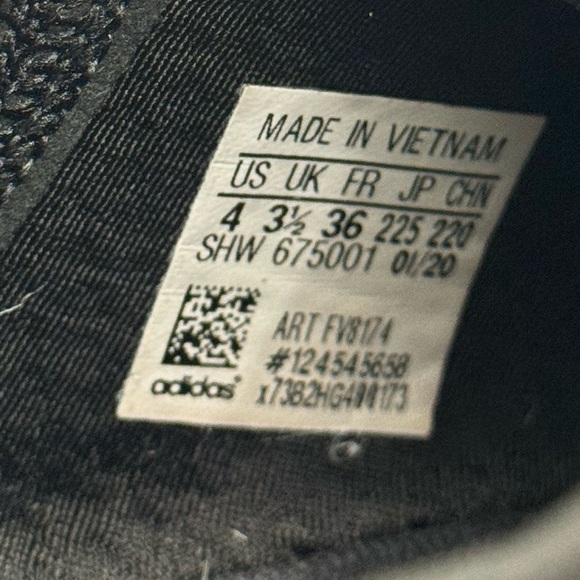 MADE IN VIETNAM
US UK FR JP CHN
4 3½ 36 225 220
SHW 675001 01/20
ART FV8174
#124545658
adidas